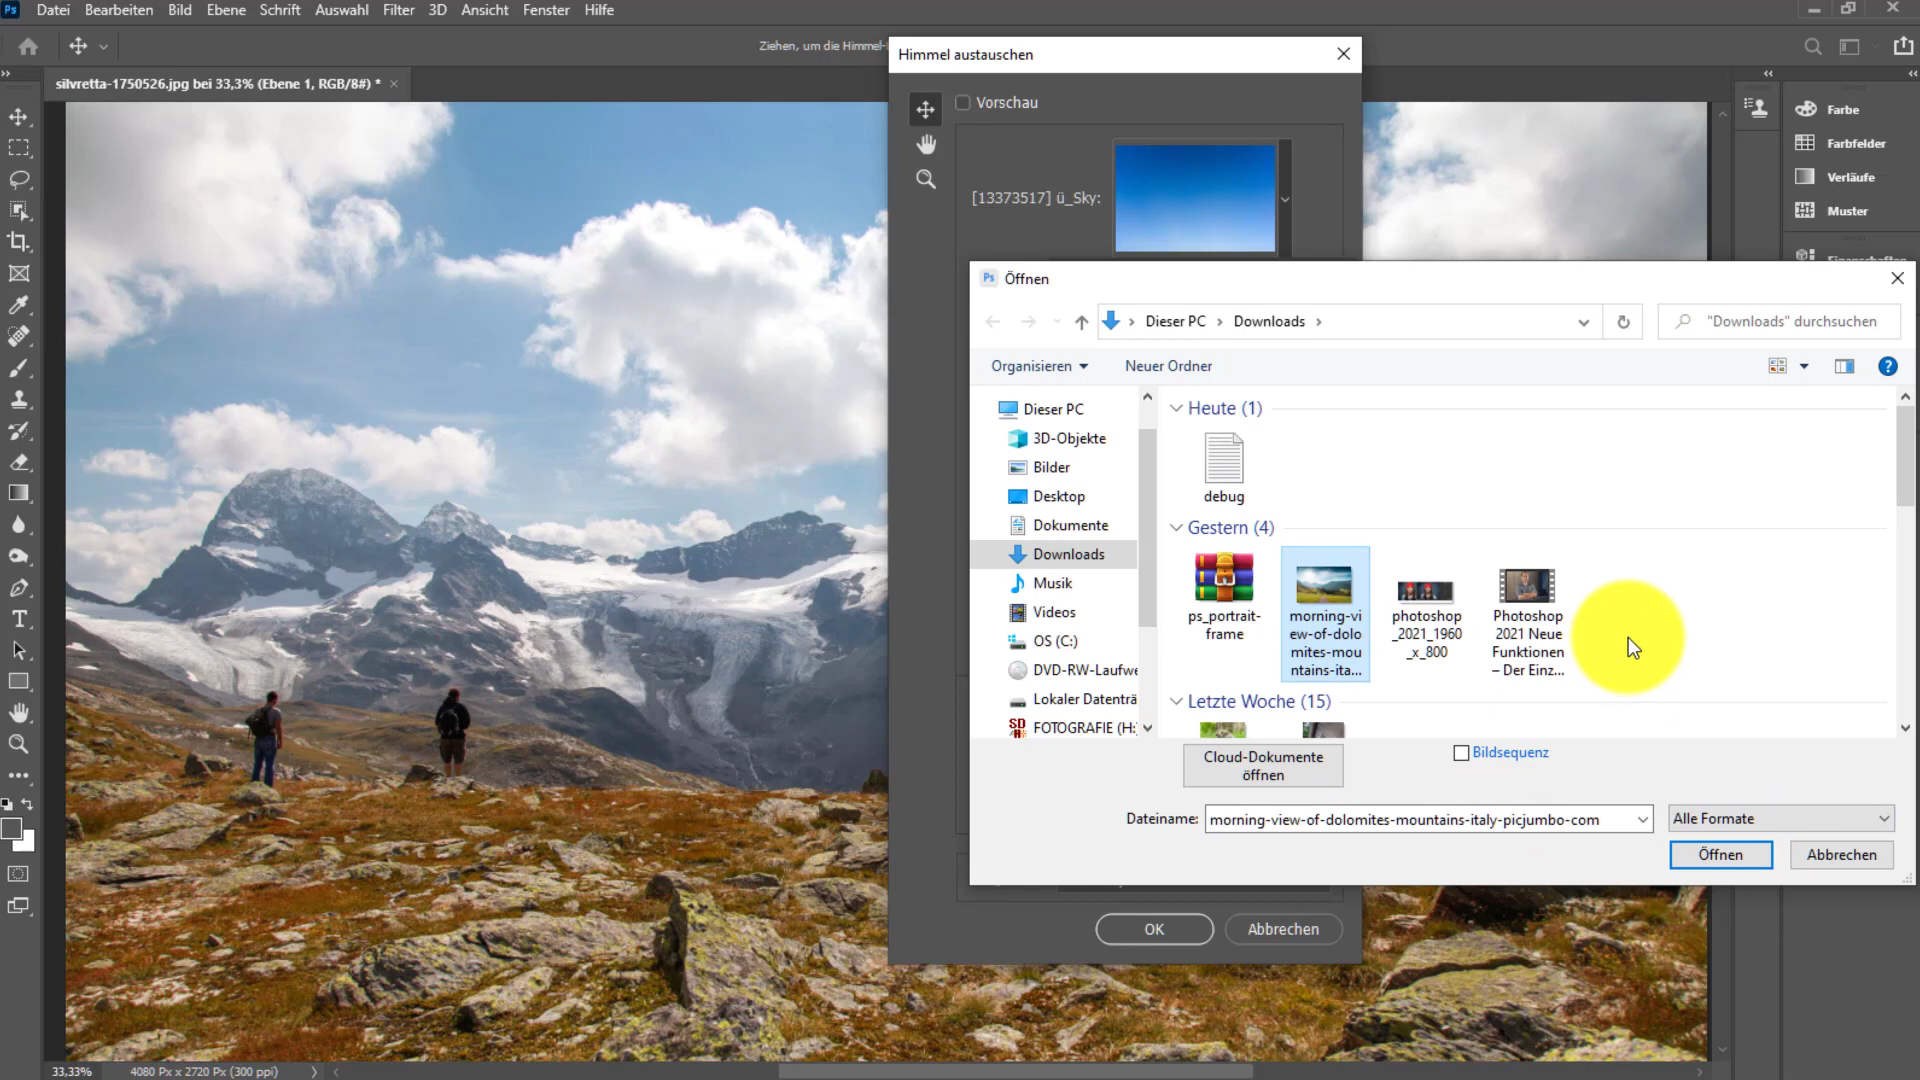 Ps Datei Bearbeiten Bild Ebene Schrift Auswahl Filter 3D Ansicht Fenster Hilfe
Ziehen, um die Himmel-
silvretta-1750526.jpg bei 33,3% (Ebene 1, RGB/8#) *
Himmel austauschen
Vorschau
[13373517] ü_Sky:
Farbe
Farbfelder
Verläufe
Muster
Ps Öffnen
Dieser PC
Downloads
"Downloads" durchsuchen
Organisieren
Neuer Ordner
Dieser PC
3D-Objekte
Bilder
Desktop
Dokumente
Downloads
Musik
Videos
OS (C:)
DVD-RW-Laufwe
Lokaler Datenträ
FOTOGRAFIE (H:
Heute (1)
debug
Gestern (4)
ps_portrait-
frame
morning-vi
ew-of-dolo
mites-mou
ntains-ita...
photoshop
_2021_1960
_x_800
Photoshop
2021 Neue
Funktionen
– Der Einz...
Letzte Woche (15)
Cloud-Dokumente
öffnen
Bildsequenz
Dateiname: morning-view-of-dolomites-mountains-italy-picjumbo-com
Alle Formate
Öffnen
Abbrechen
OK
Abbrechen
33,33% 4080 Px x 2720 Px (300 ppi)